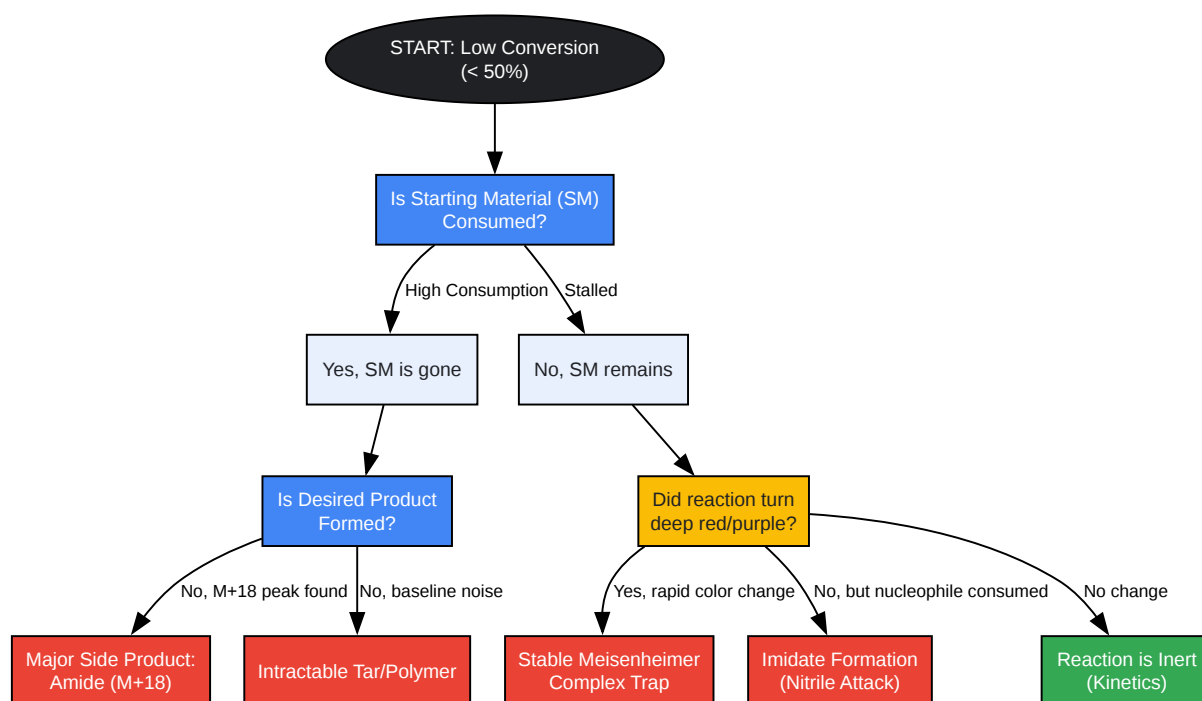 START: Low Conversion
(< 50%)
Is Starting Material (SM)
Consumed?
High Consumption
Stalled
Yes, SM is gone
No, SM remains
Is Desired Product
Formed?
Did reaction turn
deep red/purple?
No, M+18 peak found
No, baseline noise
Yes, rapid color change
No, but nucleophile consumed
No change
Major Side Product:
Amide (M+18)
Intractable Tar/Polymer
Stable Meisenheimer
Complex Trap
Imidate Formation
(Nitrile Attack)
Reaction is Inert
(Kinetics)